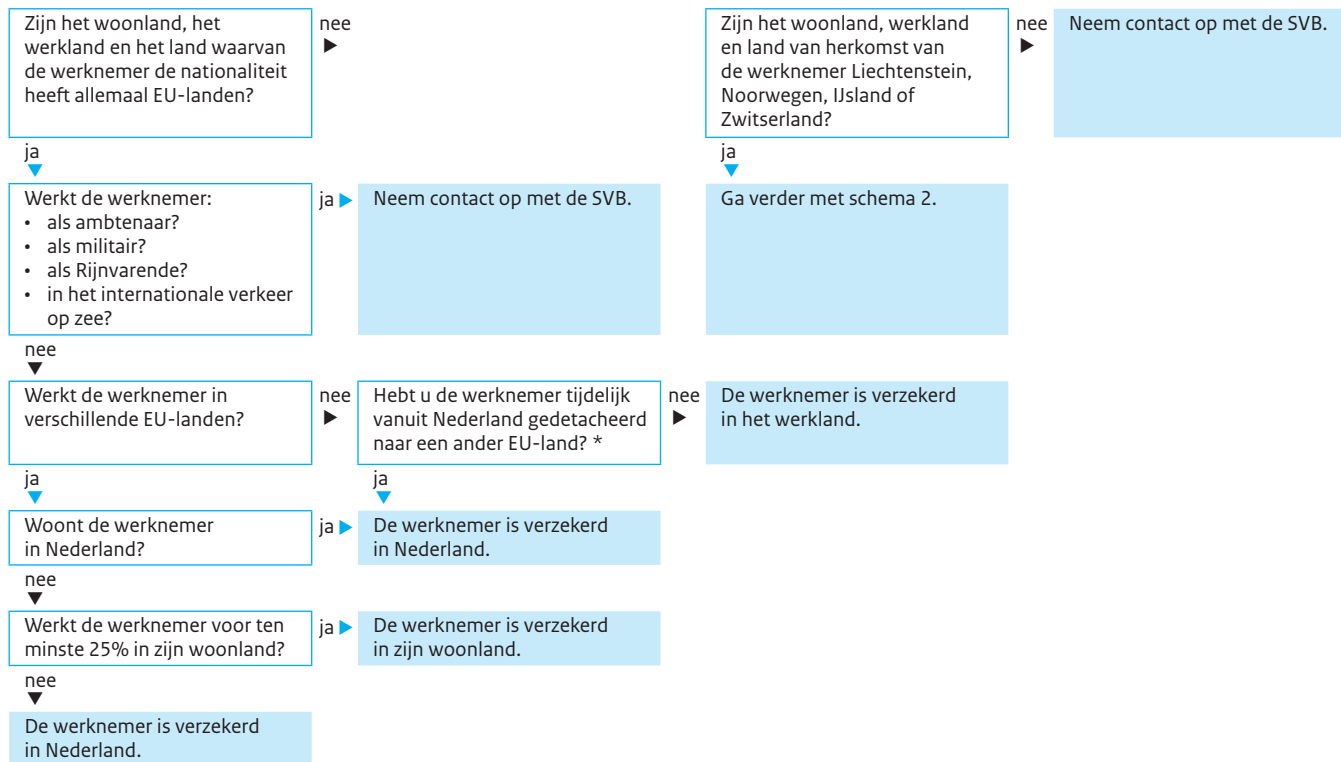 Zijn het woonland, het
werkland en het land waarvan
de werknemer de nationaliteit
heeft allemaal EU-landen?
nee
Zijn het woonland, werkland
en land van herkomst van
de werknemer Liechtenstein,
Noorwegen, IJsland of
Zwitserland?
nee
Neem contact op met de SVB.
ja
ja
Werkt de werknemer:
• als ambtenaar?
• als militair?
• als Rijnvarende?
• in het internationale verkeer
op zee?
ja
Neem contact op met de SVB.
Ga verder met schema 2.
nee
Werkt de werknemer in
verschillende EU-landen?
nee
Hebt u de werknemer tijdelijk
vanuit Nederland gedetacheerd
naar een ander EU-land? *
nee
De werknemer is verzekerd
in het werkland.
ja
ja
Woont de werknemer
in Nederland?
ja
De werknemer is verzekerd
in Nederland.
nee
Werkt de werknemer voor ten
minste 25% in zijn woonland?
ja
De werknemer is verzekerd
in zijn woonland.
nee
De werknemer is verzekerd
in Nederland.